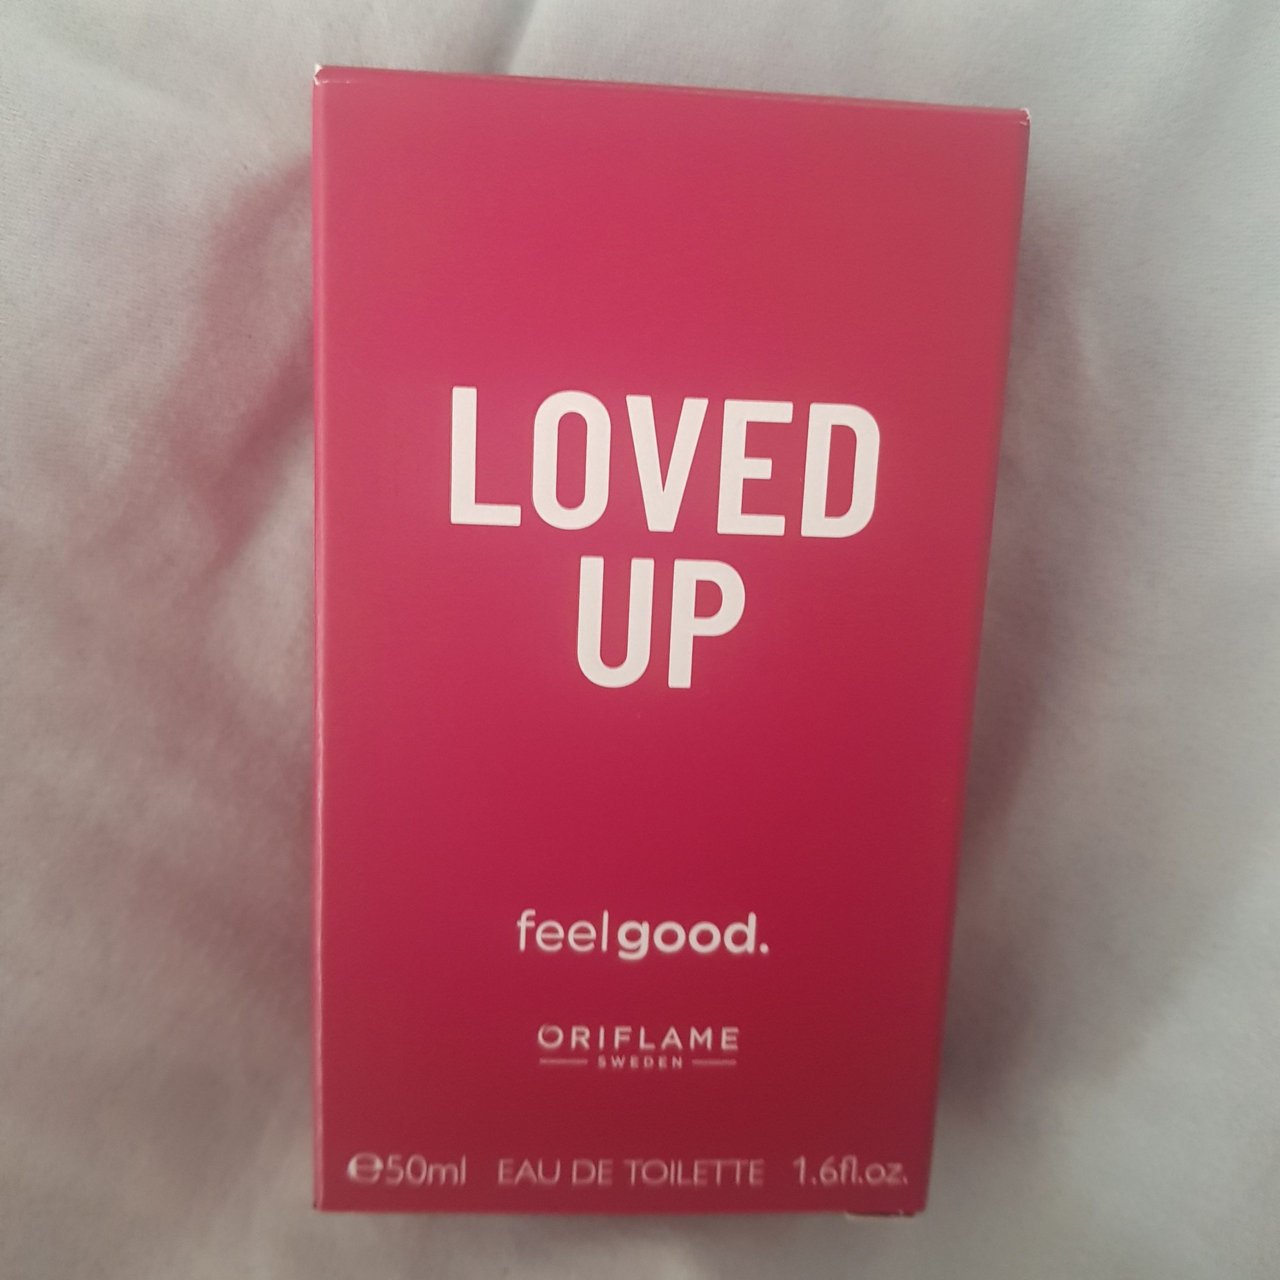 LOVED
UP
feelgood.
ORIFLAME
SWEDEN
℮50ml EAU DE TOILETTE 1.6fl.oz.